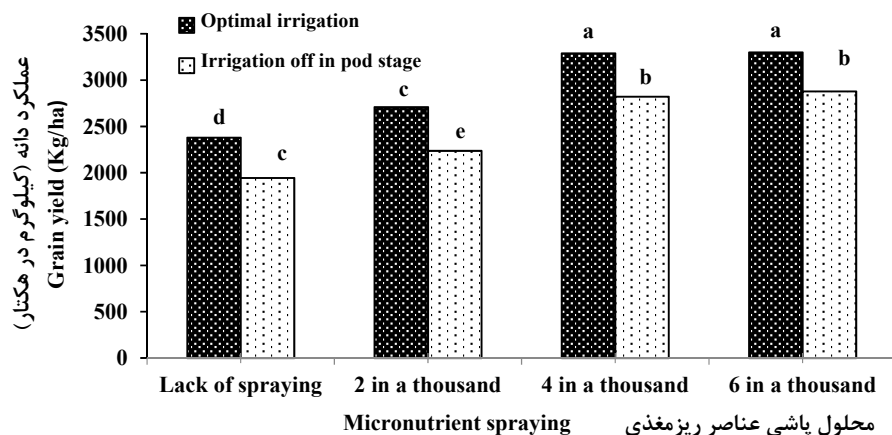 Optimal irrigation
Irrigation off in pod stage
عملکرد دانه (کیلوگرم در هکتار)
Grain yield (Kg/ha)
3500
3000
2500
2000
1500
1000
500
0
d
c
c
e
a
b
a
b
Lack of spraying
2 in a thousand
4 in a thousand
6 in a thousand
Micronutrient spraying محلول پاشی عناصر ریزمغذی